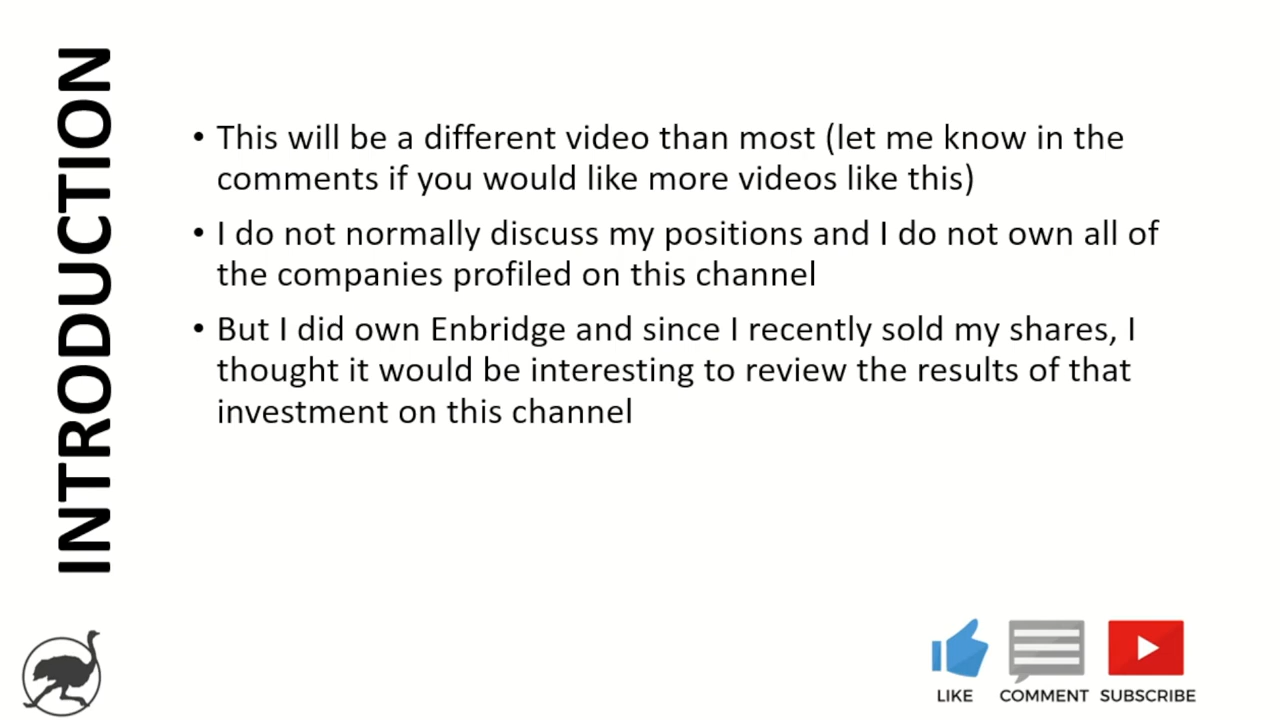 INTRODUCTION
• This will be a different video than most (let me know in the
comments if you would like more videos like this)
• I do not normally discuss my positions and I do not own all of
the companies profiled on this channel
• But I did own Enbridge and since I recently sold my shares, I
thought it would be interesting to review the results of that
investment on this channel
LIKE COMMENT SUBSCRIBE